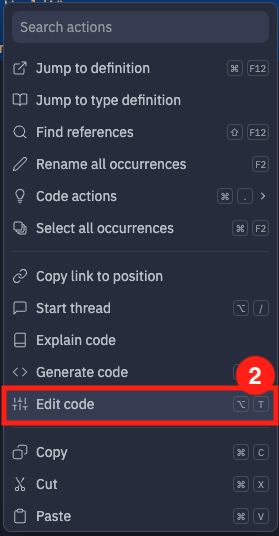 Search actions
Jump to definition ⌘ F12
Jump to type definition
Find references ⇧ F12
Rename all occurrences F2
Code actions ⌘ .
Select all occurrences ⌘ F2
Copy link to position
Start thread ⌥ /
Explain code
Generate code
2
Edit code ⌥ T
Copy ⌘ C
Cut ⌘ X
Paste ⌘ V